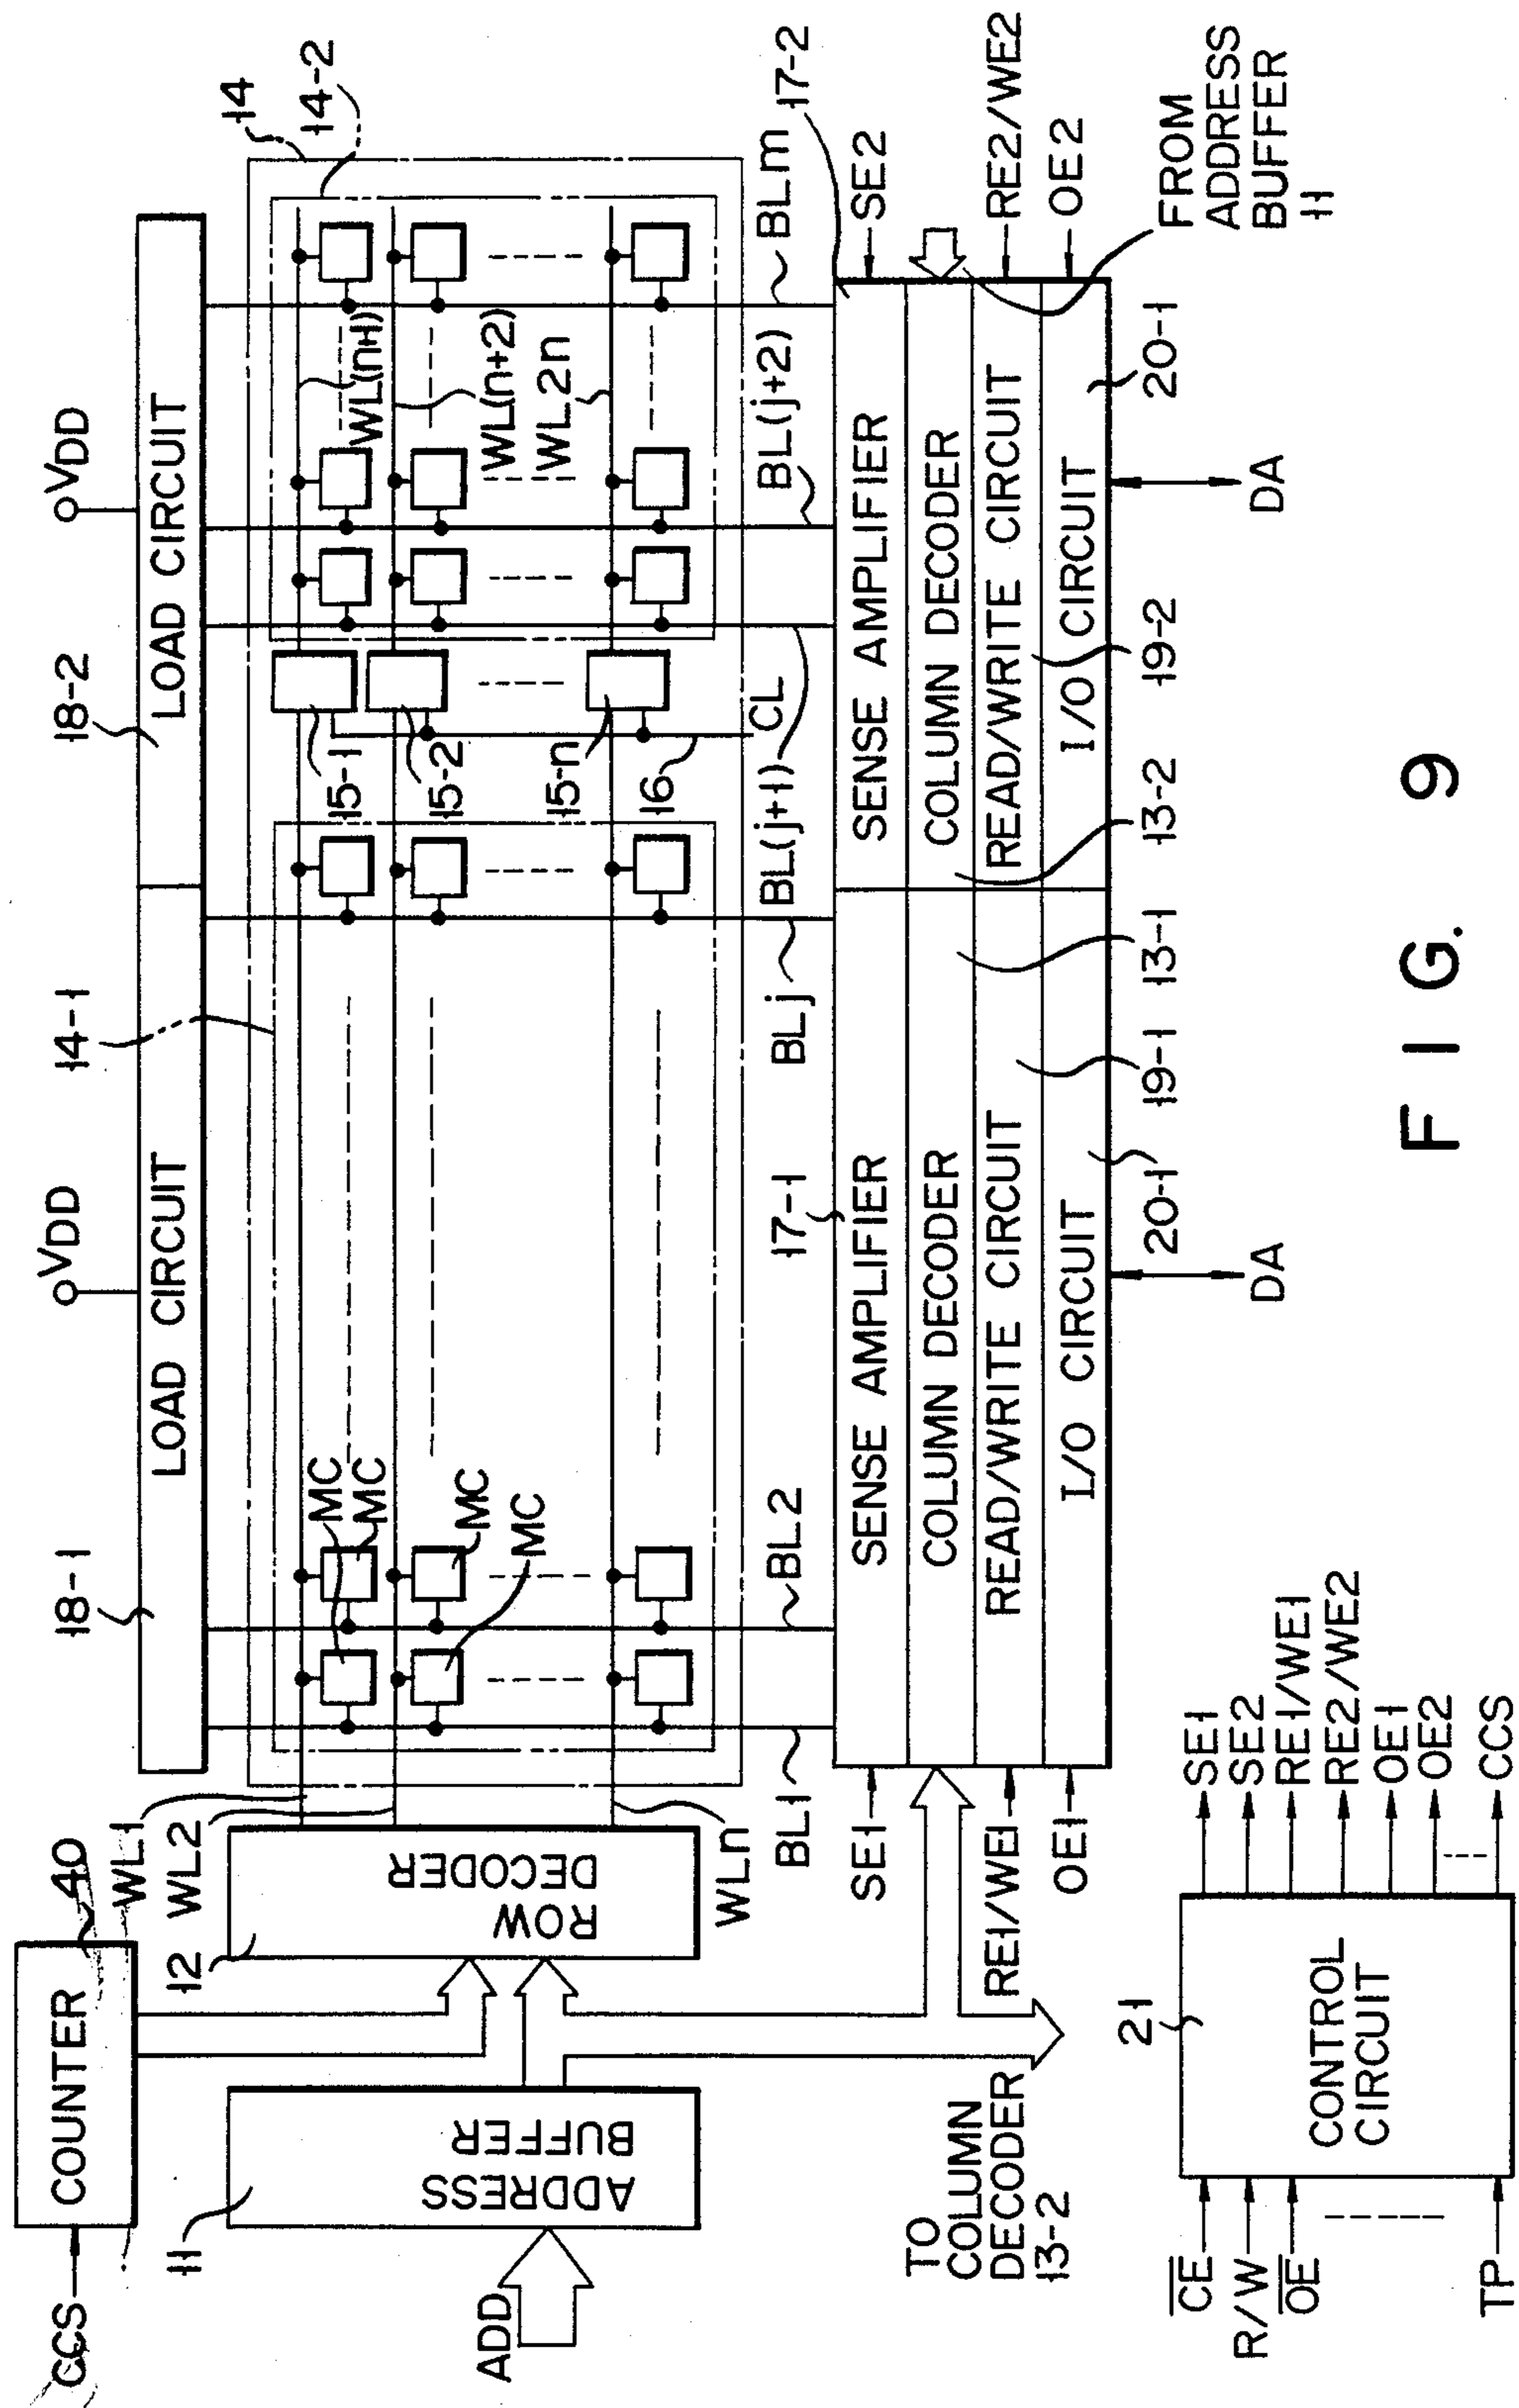 CCS
COUNTER
40
VDD
VDD
18-1
LOAD CIRCUIT
14-1
18-2
LOAD CIRCUIT
14
14-2
ADD
11
ADDRESS
BUFFER
12
ROW
DECODER
WL1
WL2
WLn
MC
MC
MC
MC
15-1
15-2
15-n
16
CL
WL(n+1)
WL(n+2)
WL2n
BL1
BL2
BLj
BL(j+1)
BL(j+2)
BLm
17-1
17-2
SE1
RE1/WE1
OE1
SENSE AMPLIFIER
COLUMN DECODER
READ/WRITE CIRCUIT
I/O CIRCUIT
SENSE AMPLIFIER
COLUMN DECODER
READ/WRITE CIRCUIT
I/O CIRCUIT
SE2
RE2/WE2
OE2
FROM
ADDRESS
BUFFER
11
20-1
19-1
13-1
13-2
19-2
20-1
DA
DA
TO
COLUMN
DECODER
13-2
21
CONTROL
CIRCUIT
C̅E̅
R/W
O̅E̅
TP
SE1
SE2
RE1/WE1
RE2/WE2
OE1
OE2
CCS
FIG. 9